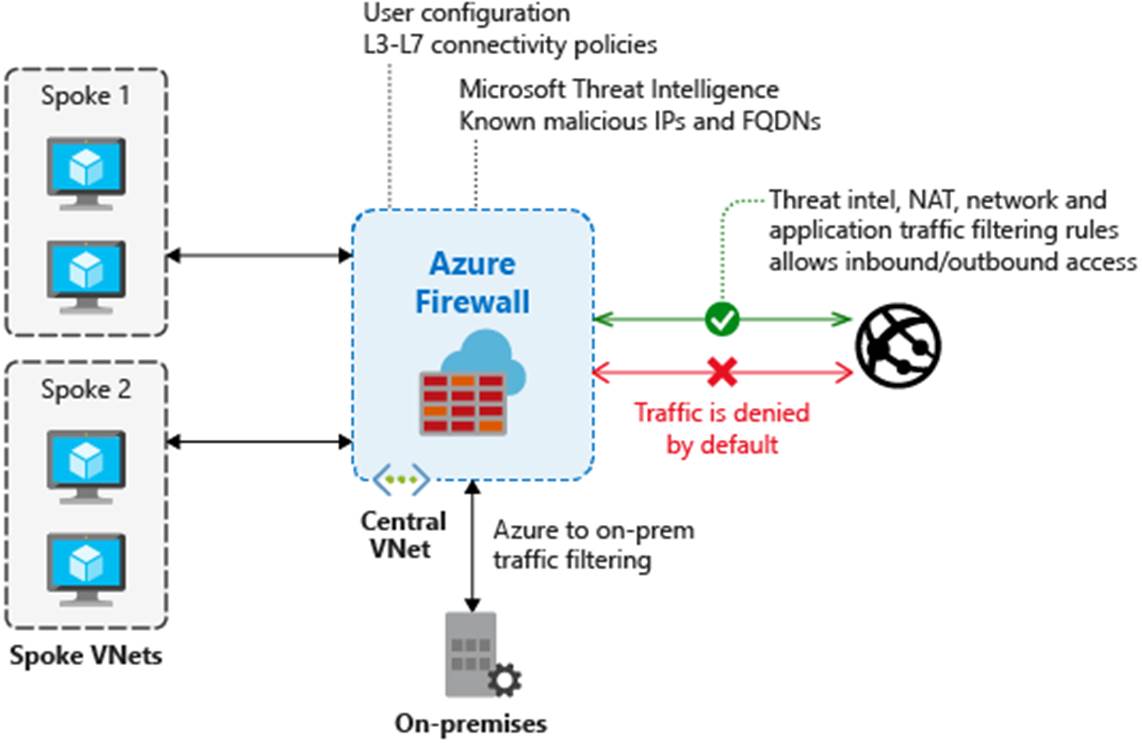 User configuration
L3-L7 connectivity policies
Microsoft Threat Intelligence
Known malicious IPs and FQDNs
Spoke 1
Threat intel, NAT, network and
application traffic filtering rules
allows inbound/outbound access
Azure
Firewall
Spoke 2
Traffic is denied
by default
Central
VNet
Azure to on-prem
traffic filtering
Spoke VNets
On-premises